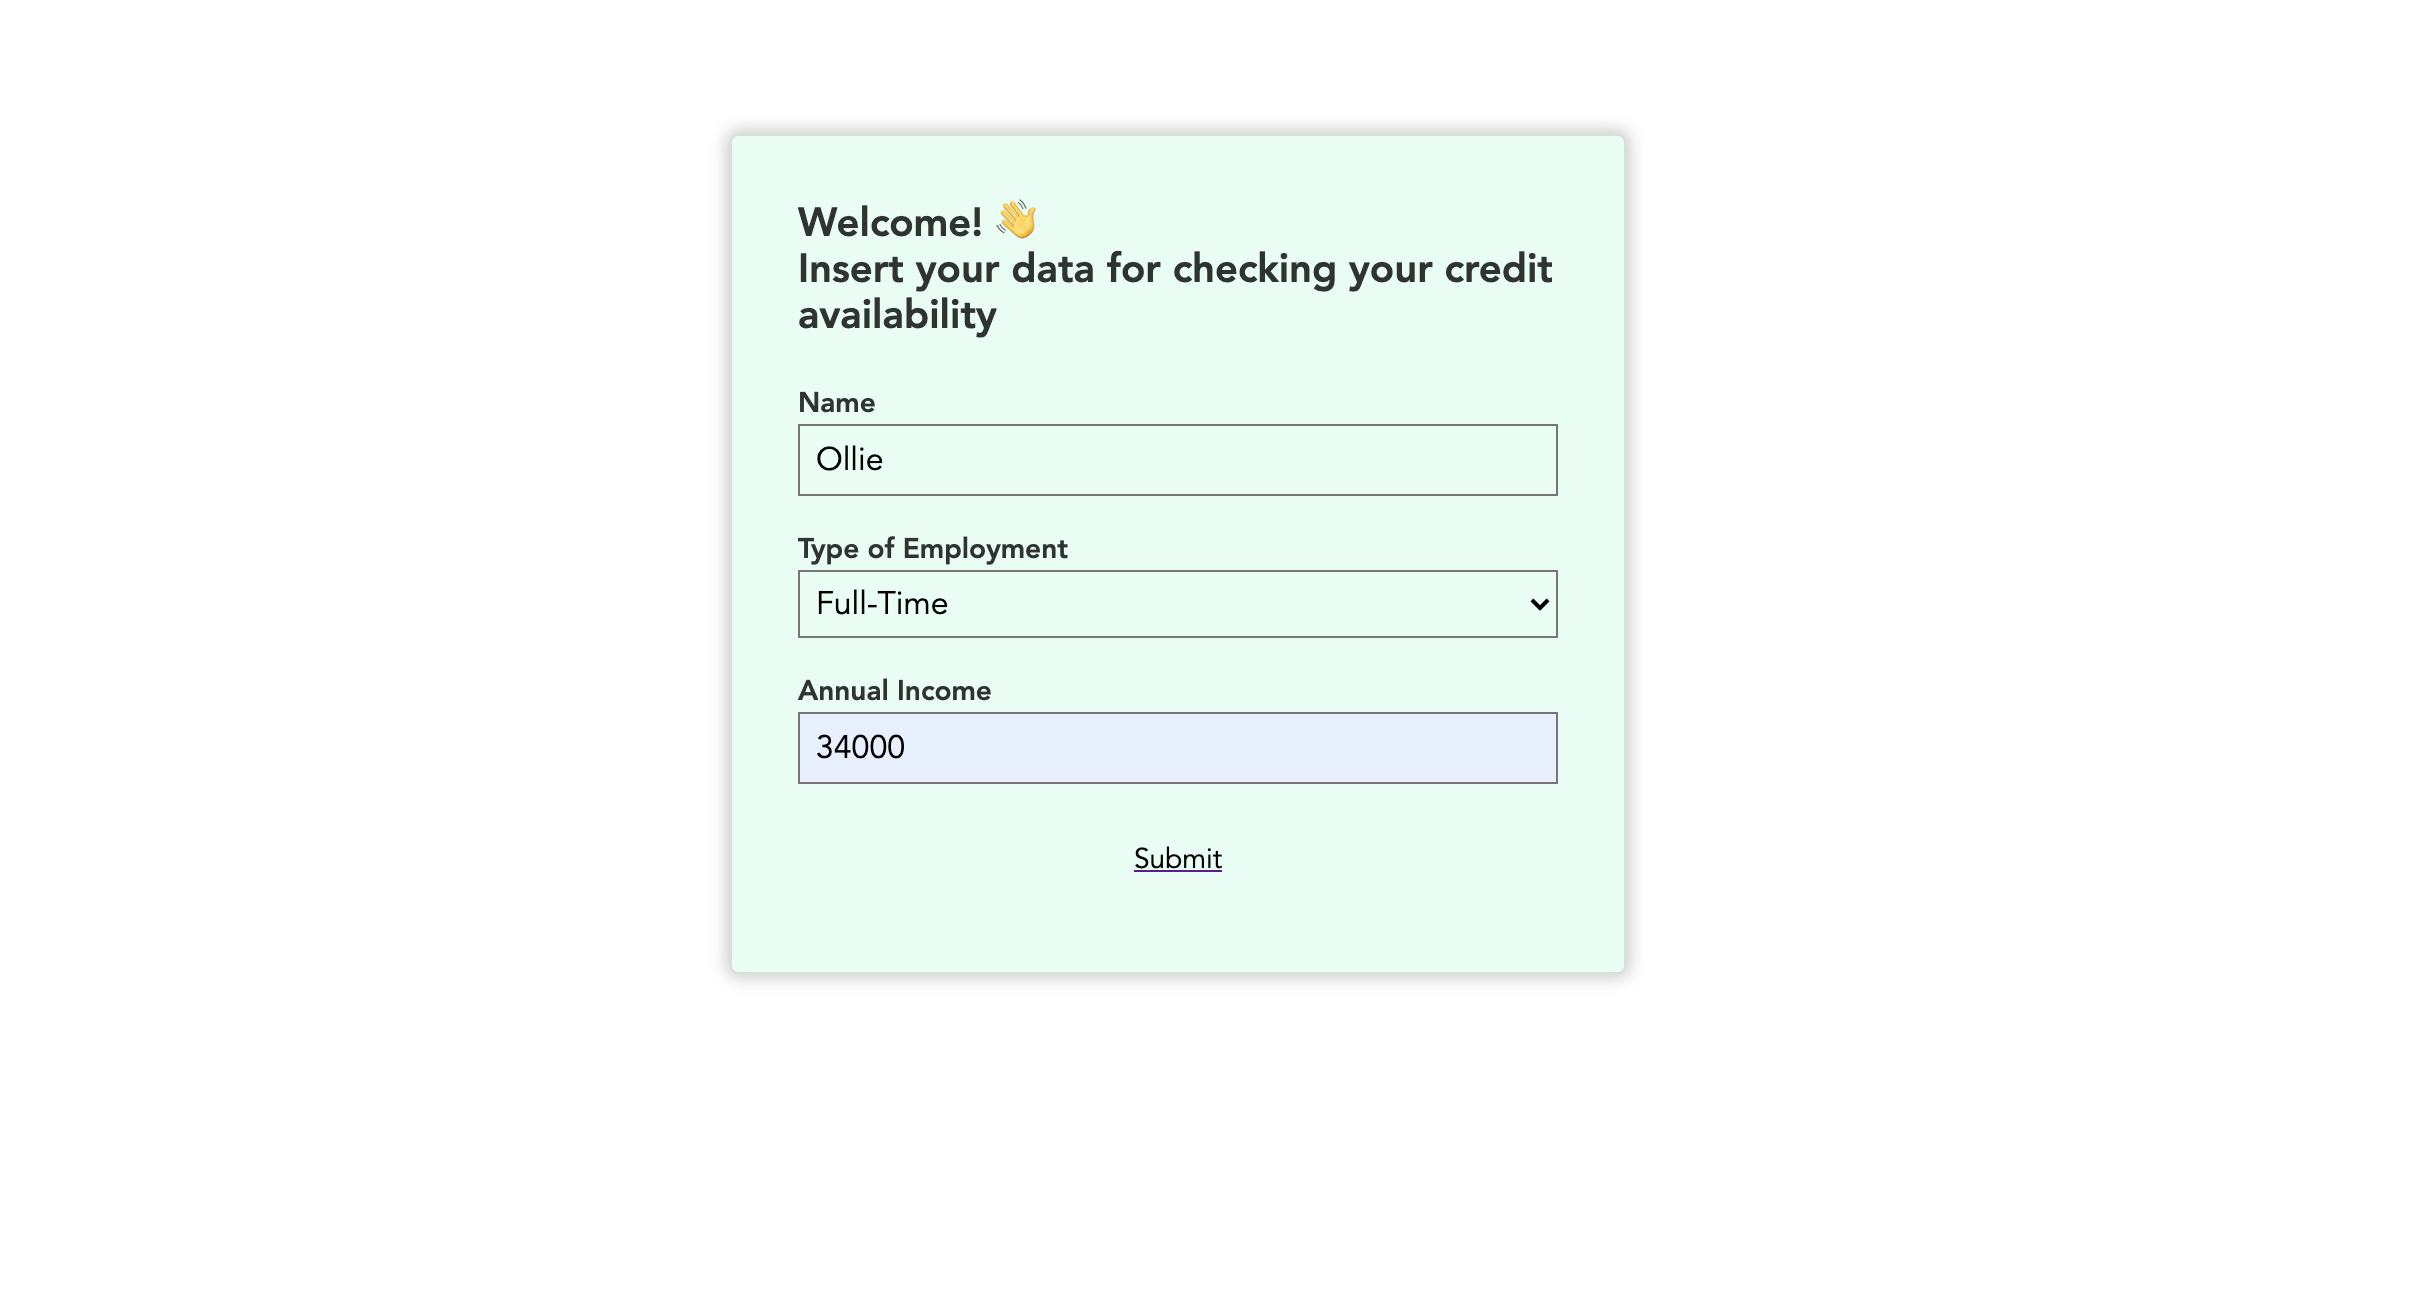 Welcome! 👋
Insert your data for checking your credit
availability
Name
Ollie
Type of Employment
Full-Time
Annual Income
34000
Submit